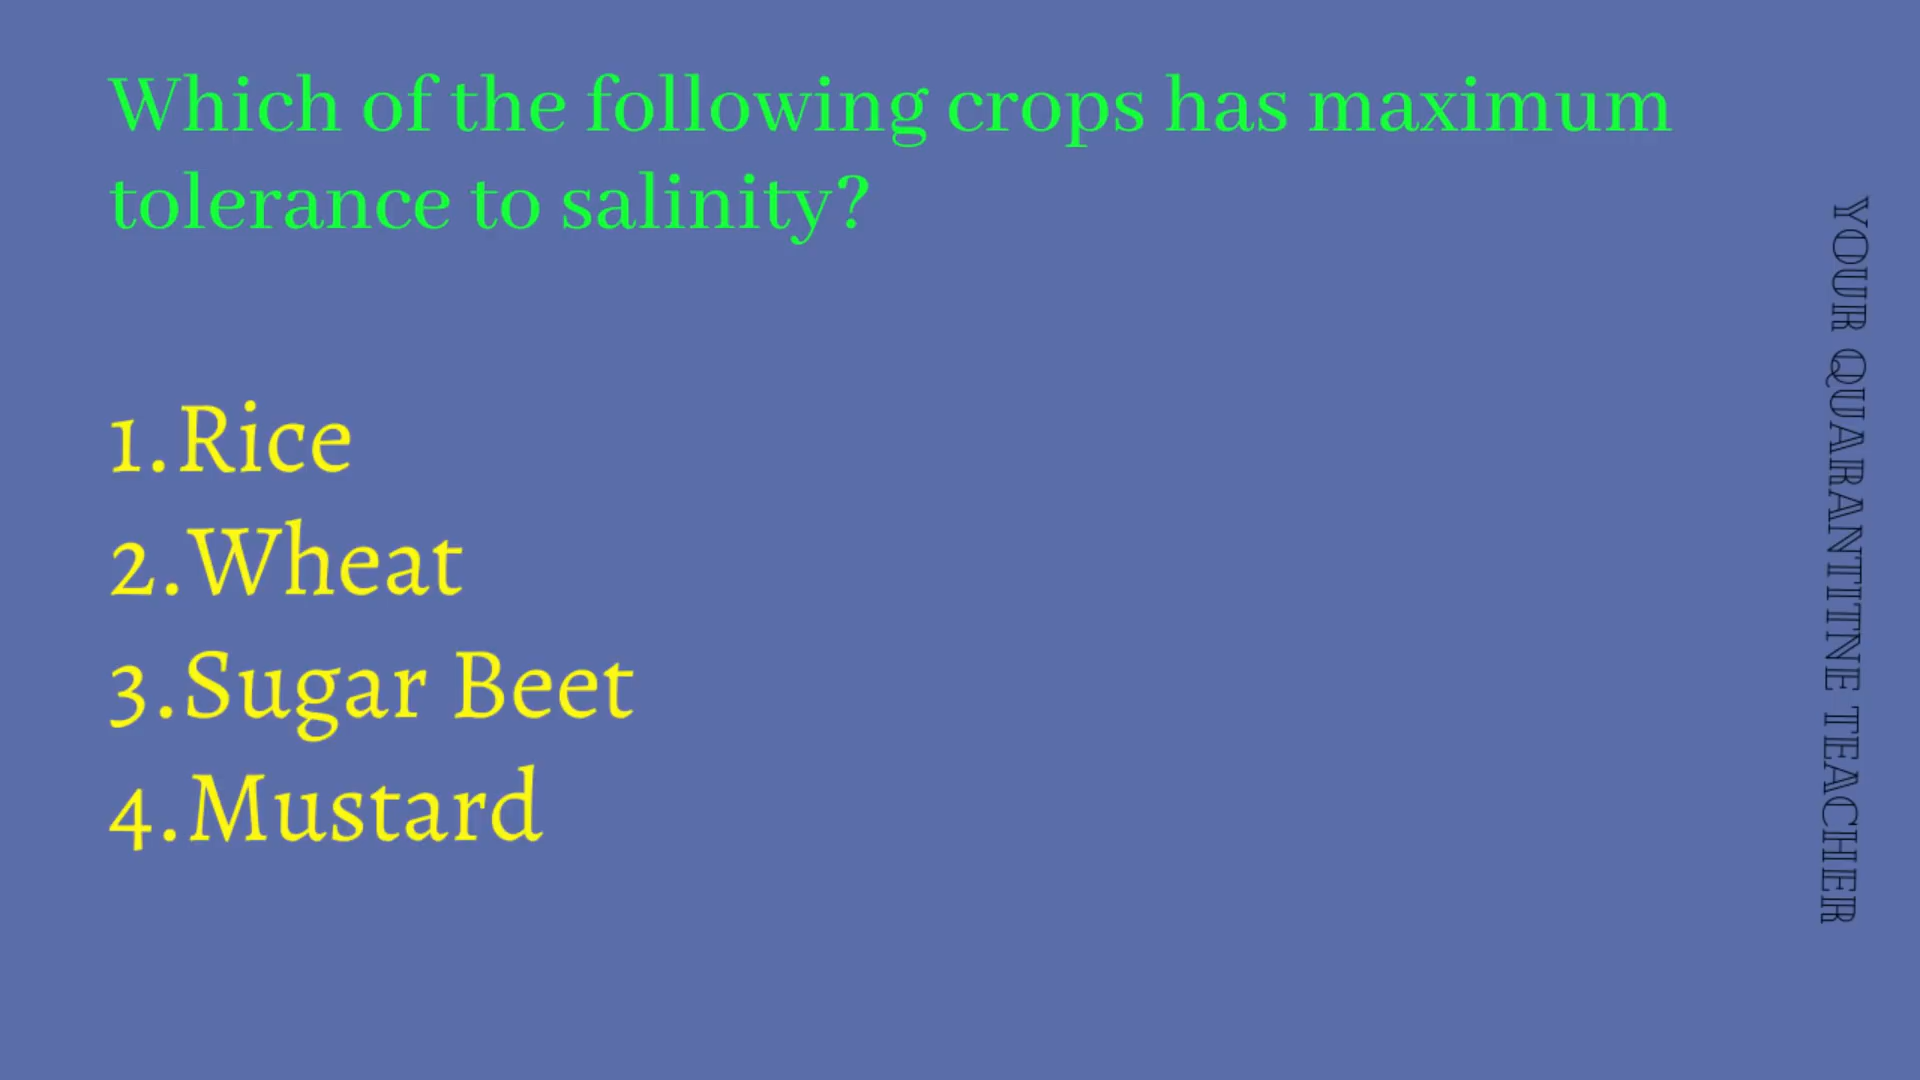 Which of the following crops has maximum
tolerance to salinity?
1.Rice
2.Wheat
3.Sugar Beet
4.Mustard
YOUR QUARANTITNE TEACHER